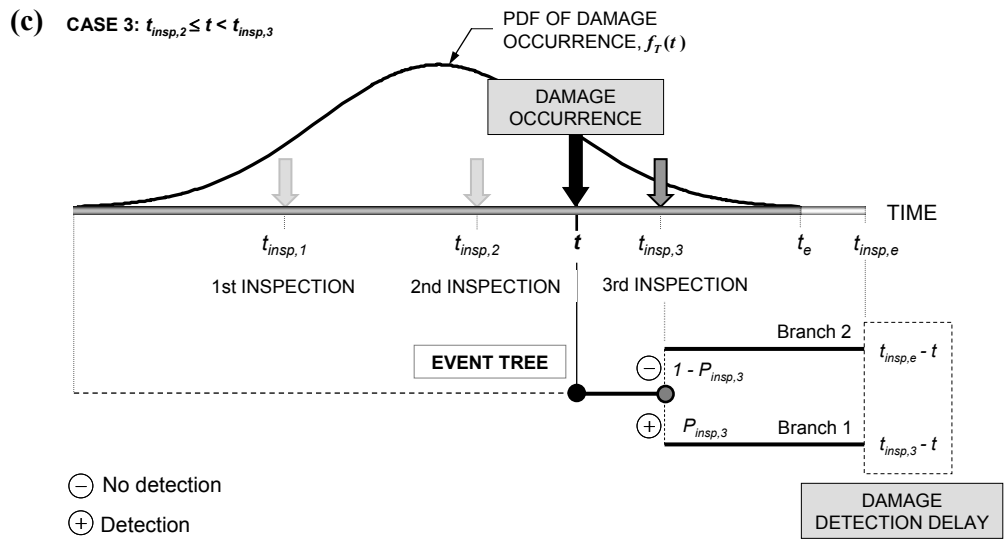 (c) CASE 3: t_insp,2 ≤ t < t_insp,3
PDF OF DAMAGE
OCCURRENCE, f_T(t)
DAMAGE
OCCURRENCE
TIME
t_insp,1 t_insp,2 t t_insp,3 t_e t_insp,e
1st INSPECTION 2nd INSPECTION 3rd INSPECTION
Branch 2
EVENT TREE
− 1 - P_insp,3
t_insp,e - t
+ P_insp,3 Branch 1
t_insp,3 - t
− No detection
+ Detection
DAMAGE
DETECTION DELAY